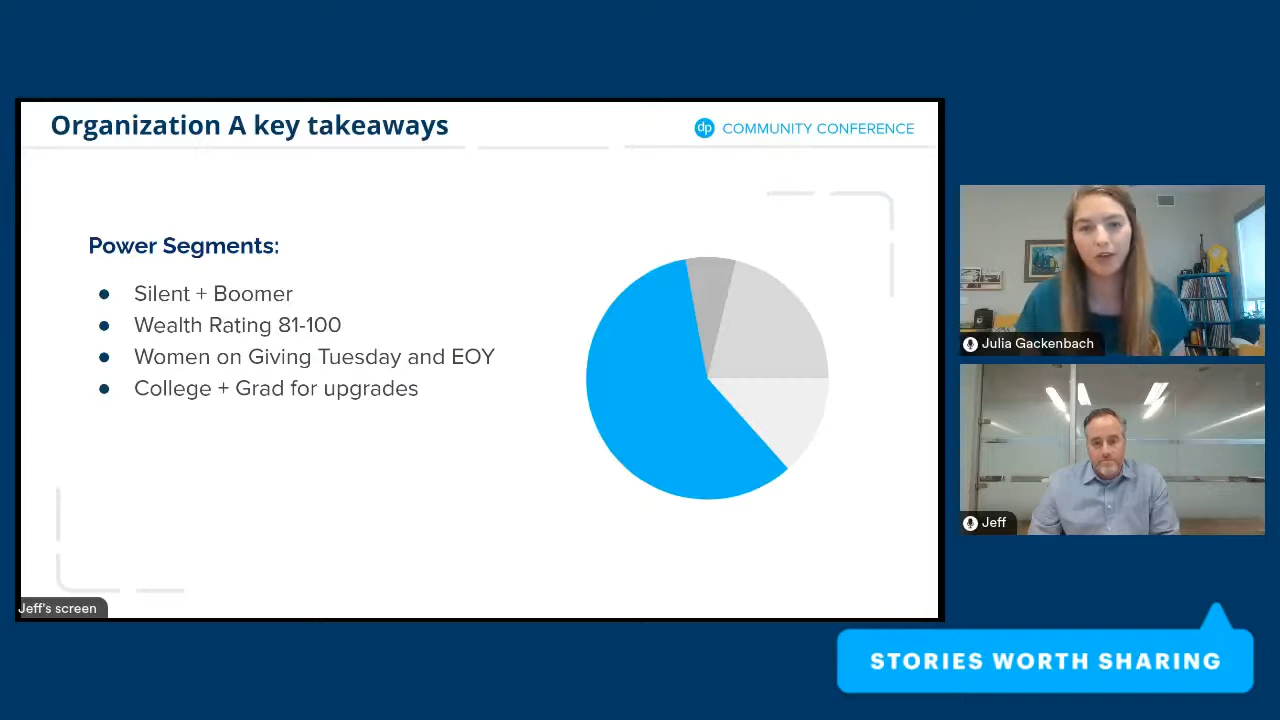 Organization A key takeaways
dp COMMUNITY CONFERENCE
Power Segments:
● Silent + Boomer
● Wealth Rating 81-100
● Women on Giving Tuesday and EOY
● College + Grad for upgrades
Jeff's screen
Julia Gackenbach
Jeff
STORIES WORTH SHARING